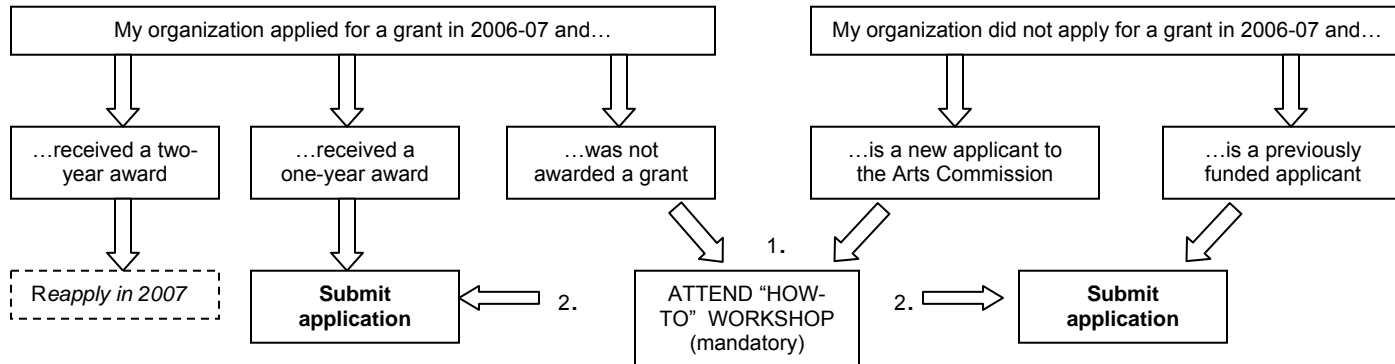 My organization applied for a grant in 2006-07 and…
My organization did not apply for a grant in 2006-07 and…
…received a two-
year award
…received a
one-year award
…was not
awarded a grant
…is a new applicant to
the Arts Commission
…is a previously
funded applicant
1.
Reapply in 2007
Submit
application
2.
ATTEND “HOW-
TO” WORKSHOP
(mandatory)
2.
Submit
application